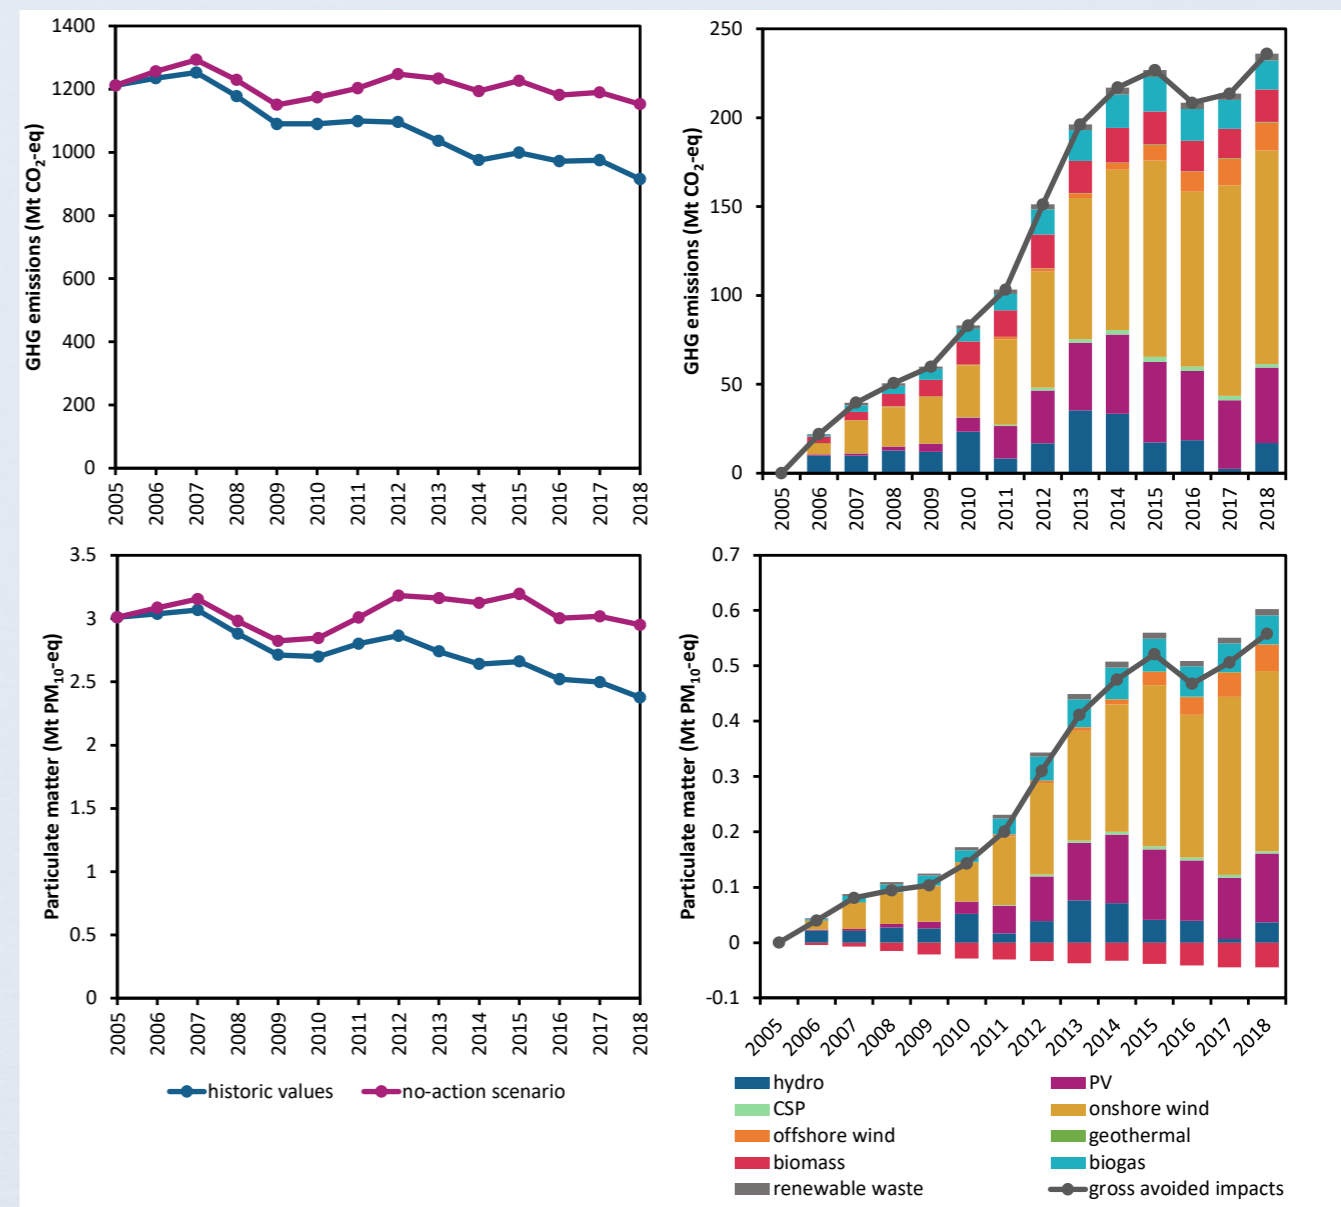 GHG emissions (Mt CO₂-eq)
1400
1200
1000
800
600
400
200
0
2005 2006 2007 2008 2009 2010 2011 2012 2013 2014 2015 2016 2017 2018
GHG emissions (Mt CO₂-eq)
250
200
150
100
50
0
2005 2006 2007 2008 2009 2010 2011 2012 2013 2014 2015 2016 2017 2018
Particulate matter (Mt PM₁₀-eq)
3.5
3
2.5
2
1.5
1
0.5
0
2005 2006 2007 2008 2009 2010 2011 2012 2013 2014 2015 2016 2017 2018
historic values no-action scenario
Particulate matter (Mt PM₁₀-eq)
0.7
0.6
0.5
0.4
0.3
0.2
0.1
0
-0.1
2005 2006 2007 2008 2009 2010 2011 2012 2013 2014 2015 2016 2017 2018
hydro PV
CSP onshore wind
offshore wind geothermal
biomass biogas
renewable waste gross avoided impacts